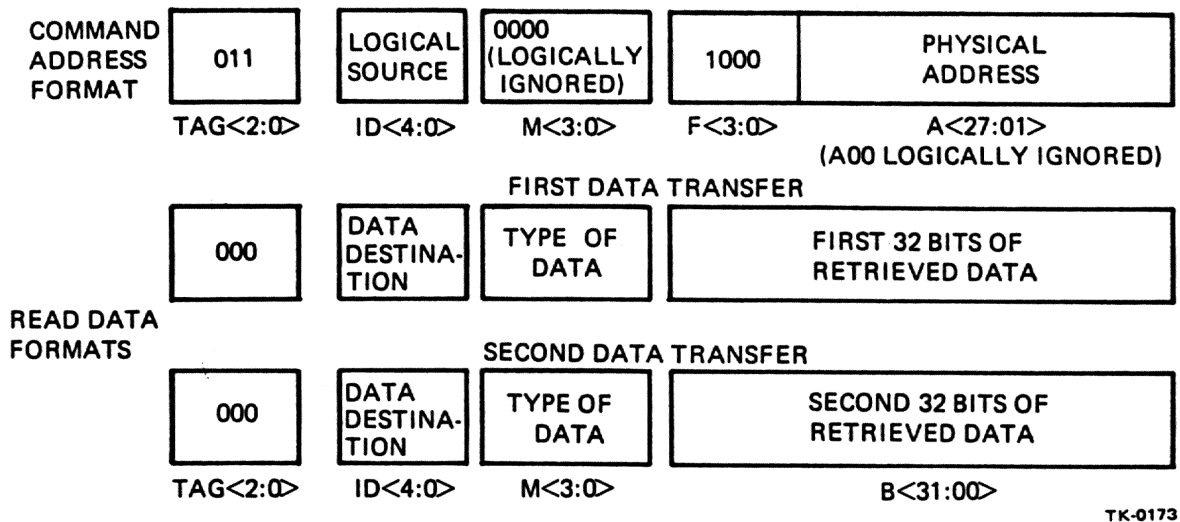 COMMAND
ADDRESS
FORMAT
011
LOGICAL
SOURCE
0000
(LOGICALLY
IGNORED)
1000
PHYSICAL
ADDRESS
TAG<2:0>
ID<4:0>
M<3:0>
F<3:0>
A<27:01>
(A00 LOGICALLY IGNORED)
FIRST DATA TRANSFER
000
DATA
DESTINA-
TION
TYPE OF
DATA
FIRST 32 BITS OF
RETRIEVED DATA
READ DATA
FORMATS
SECOND DATA TRANSFER
000
DATA
DESTINA-
TION
TYPE OF
DATA
SECOND 32 BITS OF
RETRIEVED DATA
TAG<2:0>
ID<4:0>
M<3:0>
B<31:00>
TK-0173